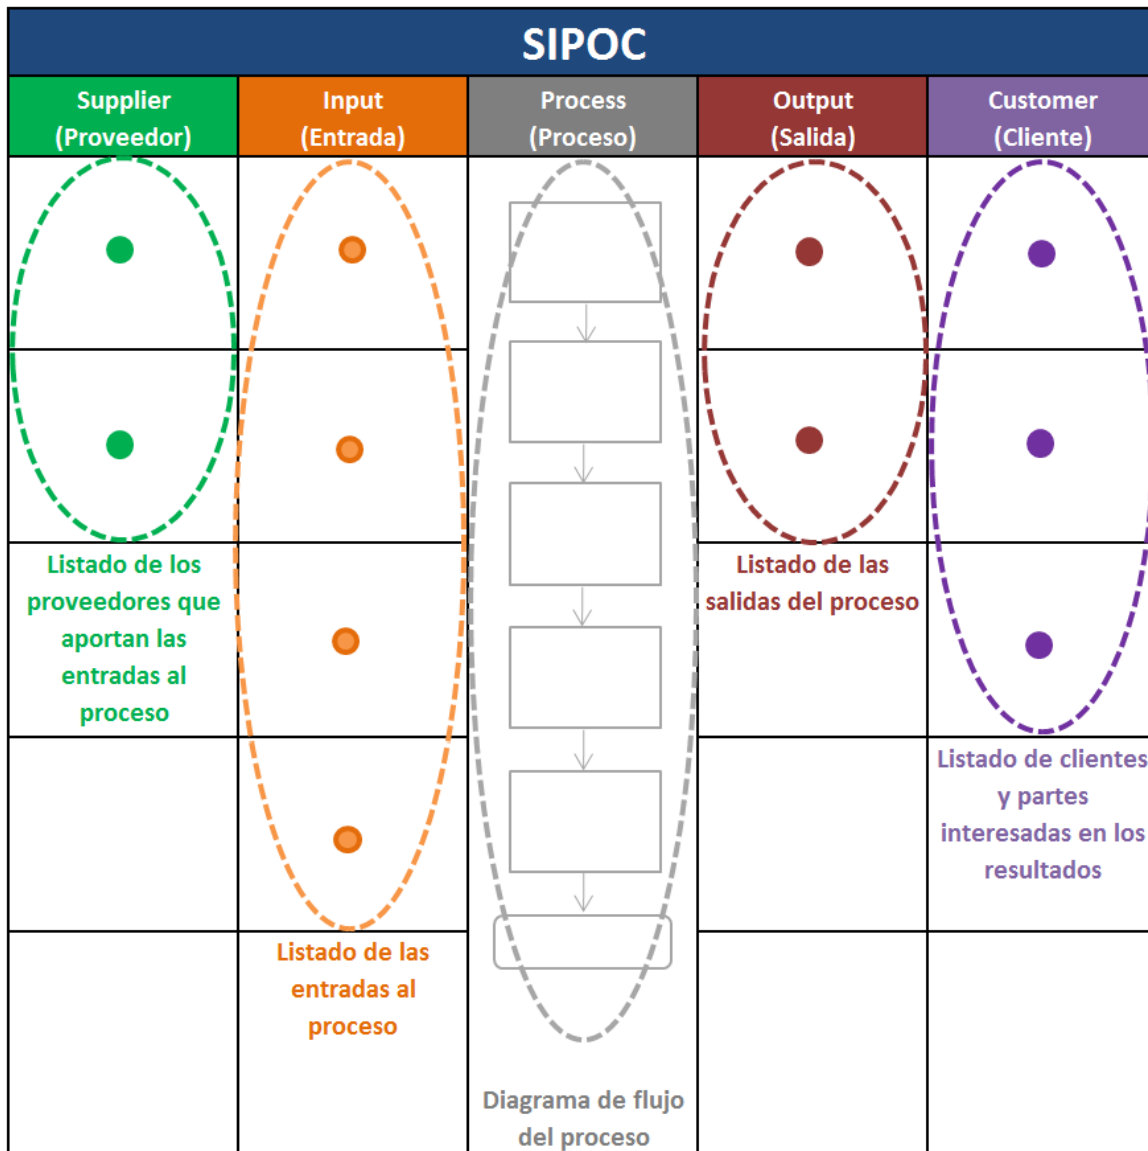 SIPOC
Supplier
(Proveedor)
Input
(Entrada)
Process
(Proceso)
Output
(Salida)
Customer
(Cliente)
Listado de los
proveedores que
aportan las
entradas al
proceso
Listado de las
entradas al
proceso
Diagrama de flujo
del proceso
Listado de las
salidas del proceso
Listado de clientes
y partes
interesadas en los
resultados